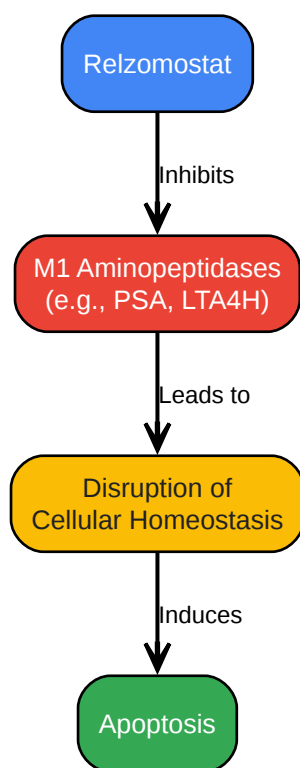 Relzomostat
Inhibits
M1 Aminopeptidases
(e.g., PSA, LTA4H)
Leads to
Disruption of
Cellular Homeostasis
Induces
Apoptosis